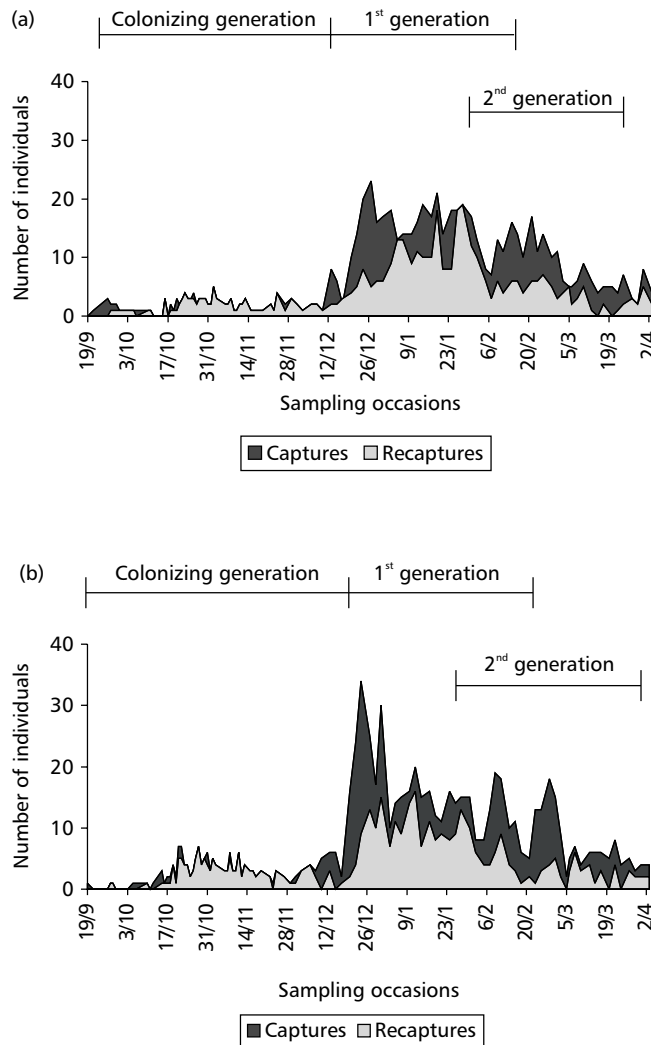 (a)
Colonizing generation 1st generation
2nd generation
40
30
20
10
0
Number of individuals
19/9 3/10 17/10 31/10 14/11 28/11 12/12 26/12 9/1 23/1 6/2 20/2 5/3 19/3 2/4
Sampling occasions
Captures Recaptures
(b)
Colonizing generation 1st generation
2nd generation
40
30
20
10
0
Number of individuals
19/9 3/10 17/10 31/10 14/11 28/11 12/12 26/12 9/1 23/1 6/2 20/2 5/3 19/3 2/4
Sampling occasions
Captures Recaptures